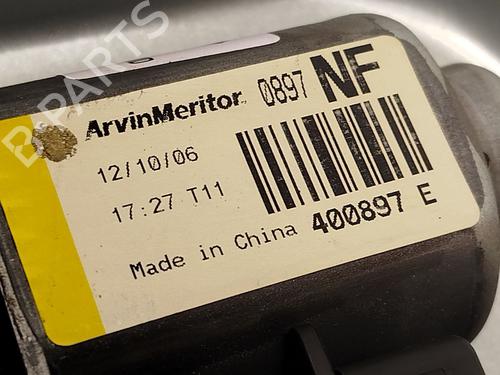 B-PARTS
ArvinMeritor 0897 NF
12/10/06
17:27 T11
Made in China 400897 E